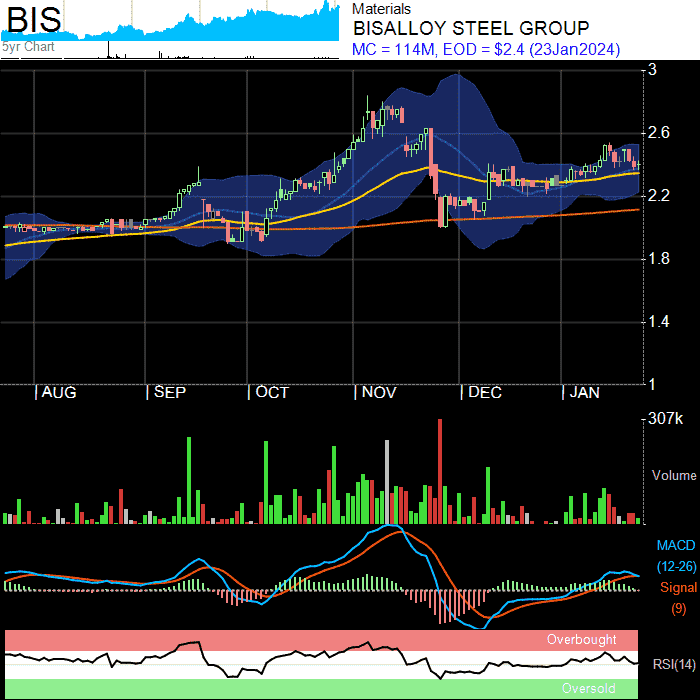 BIS
5yr Chart
Materials
BISALLOY STEEL GROUP
MC = 114M, EOD = $2.4 (23Jan2024)
3
2.6
2.2
1.8
1.4
1
AUG
SEP
OCT
NOV
DEC
JAN
307k
Volume
MACD
(12-26)
Signal
(9)
Overbought
RSI(14)
Oversold